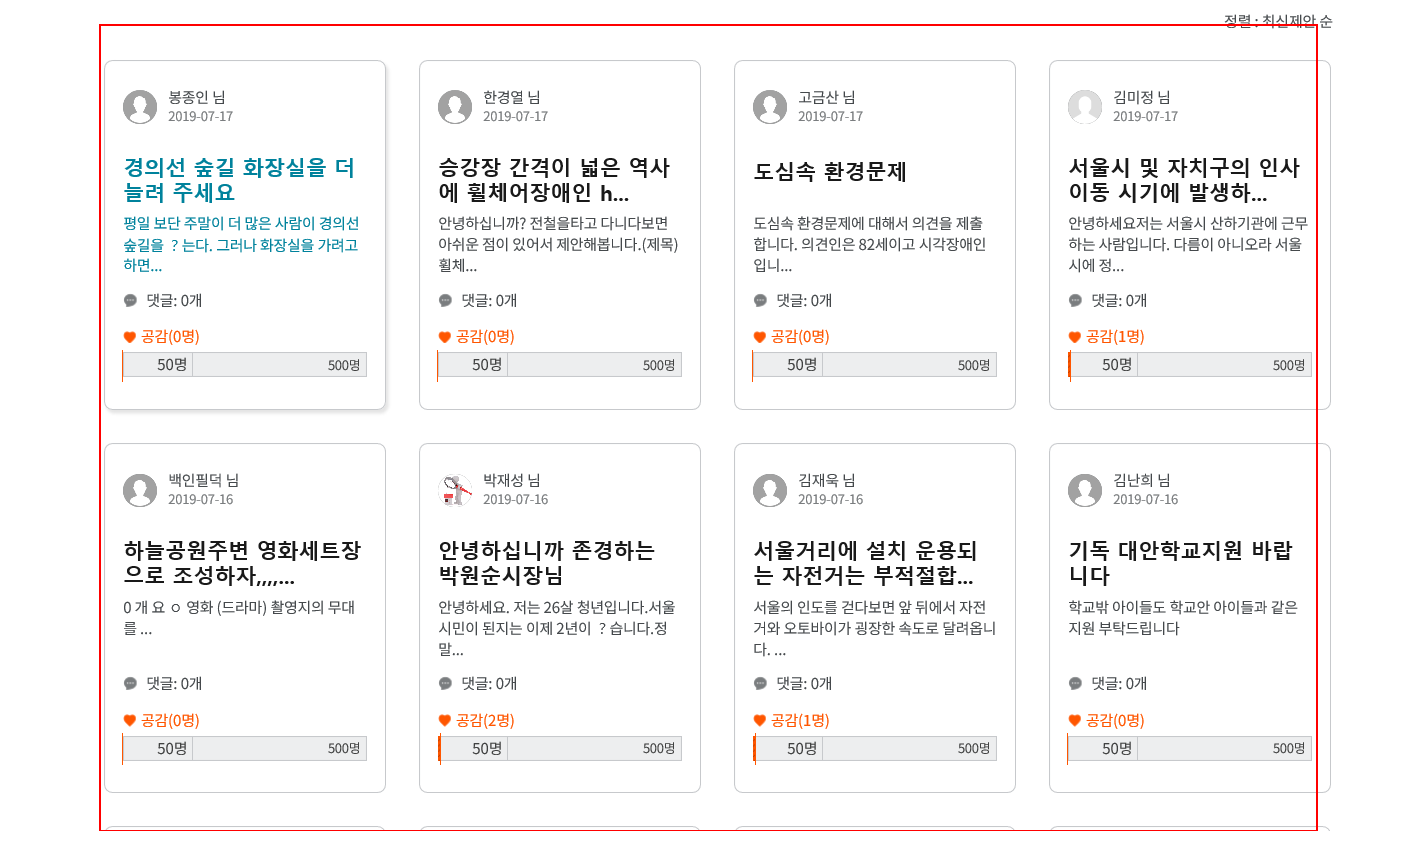 정렬 : 최신제안 순
봉종인 님
2019-07-17
경의선 숲길 화장실을 더
늘려 주세요
평일 보단 주말이 더 많은 사람이 경의선
숲길을 ? 는다. 그러나 화장실을 가려고
하면...
댓글: 0개
공감(0명)
50명 500명
한경열 님
2019-07-17
승강장 간격이 넓은 역사
에 휠체어장애인 h...
안녕하십니까? 전철을타고 다니다보면
아쉬운 점이 있어서 제안해봅니다.(제목)
휠체...
댓글: 0개
공감(0명)
50명 500명
고금산 님
2019-07-17
도심속 환경문제
도심속 환경문제에 대해서 의견을 제출
합니다. 의견인은 82세이고 시각장애인
입니...
댓글: 0개
공감(0명)
50명 500명
김미정 님
2019-07-17
서울시 및 자치구의 인사
이동 시기에 발생하...
안녕하세요저는 서울시 산하기관에 근무
하는 사람입니다. 다름이 아니오라 서울
시에 정...
댓글: 0개
공감(1명)
50명 500명
백인필덕 님
2019-07-16
하늘공원주변 영화세트장
으로 조성하자,,,,...
0 개 요 ㅇ 영화 (드라마) 촬영지의 무대
를 ...
댓글: 0개
공감(0명)
50명 500명
박재성 님
2019-07-16
안녕하십니까 존경하는
박원순시장님
안녕하세요. 저는 26살 청년입니다.서울
시민이 된지는 이제 2년이 ? 습니다.정
말...
댓글: 0개
공감(2명)
50명 500명
김재욱 님
2019-07-16
서울거리에 설치 운용되
는 자전거는 부적절합...
서울의 인도를 걷다보면 앞 뒤에서 자전
거와 오토바이가 굉장한 속도로 달려옵니
다. ...
댓글: 0개
공감(1명)
50명 500명
김난희 님
2019-07-16
기독 대안학교지원 바랍
니다
학교밖 아이들도 학교안 아이들과 같은
지원 부탁드립니다
댓글: 0개
공감(0명)
50명 500명